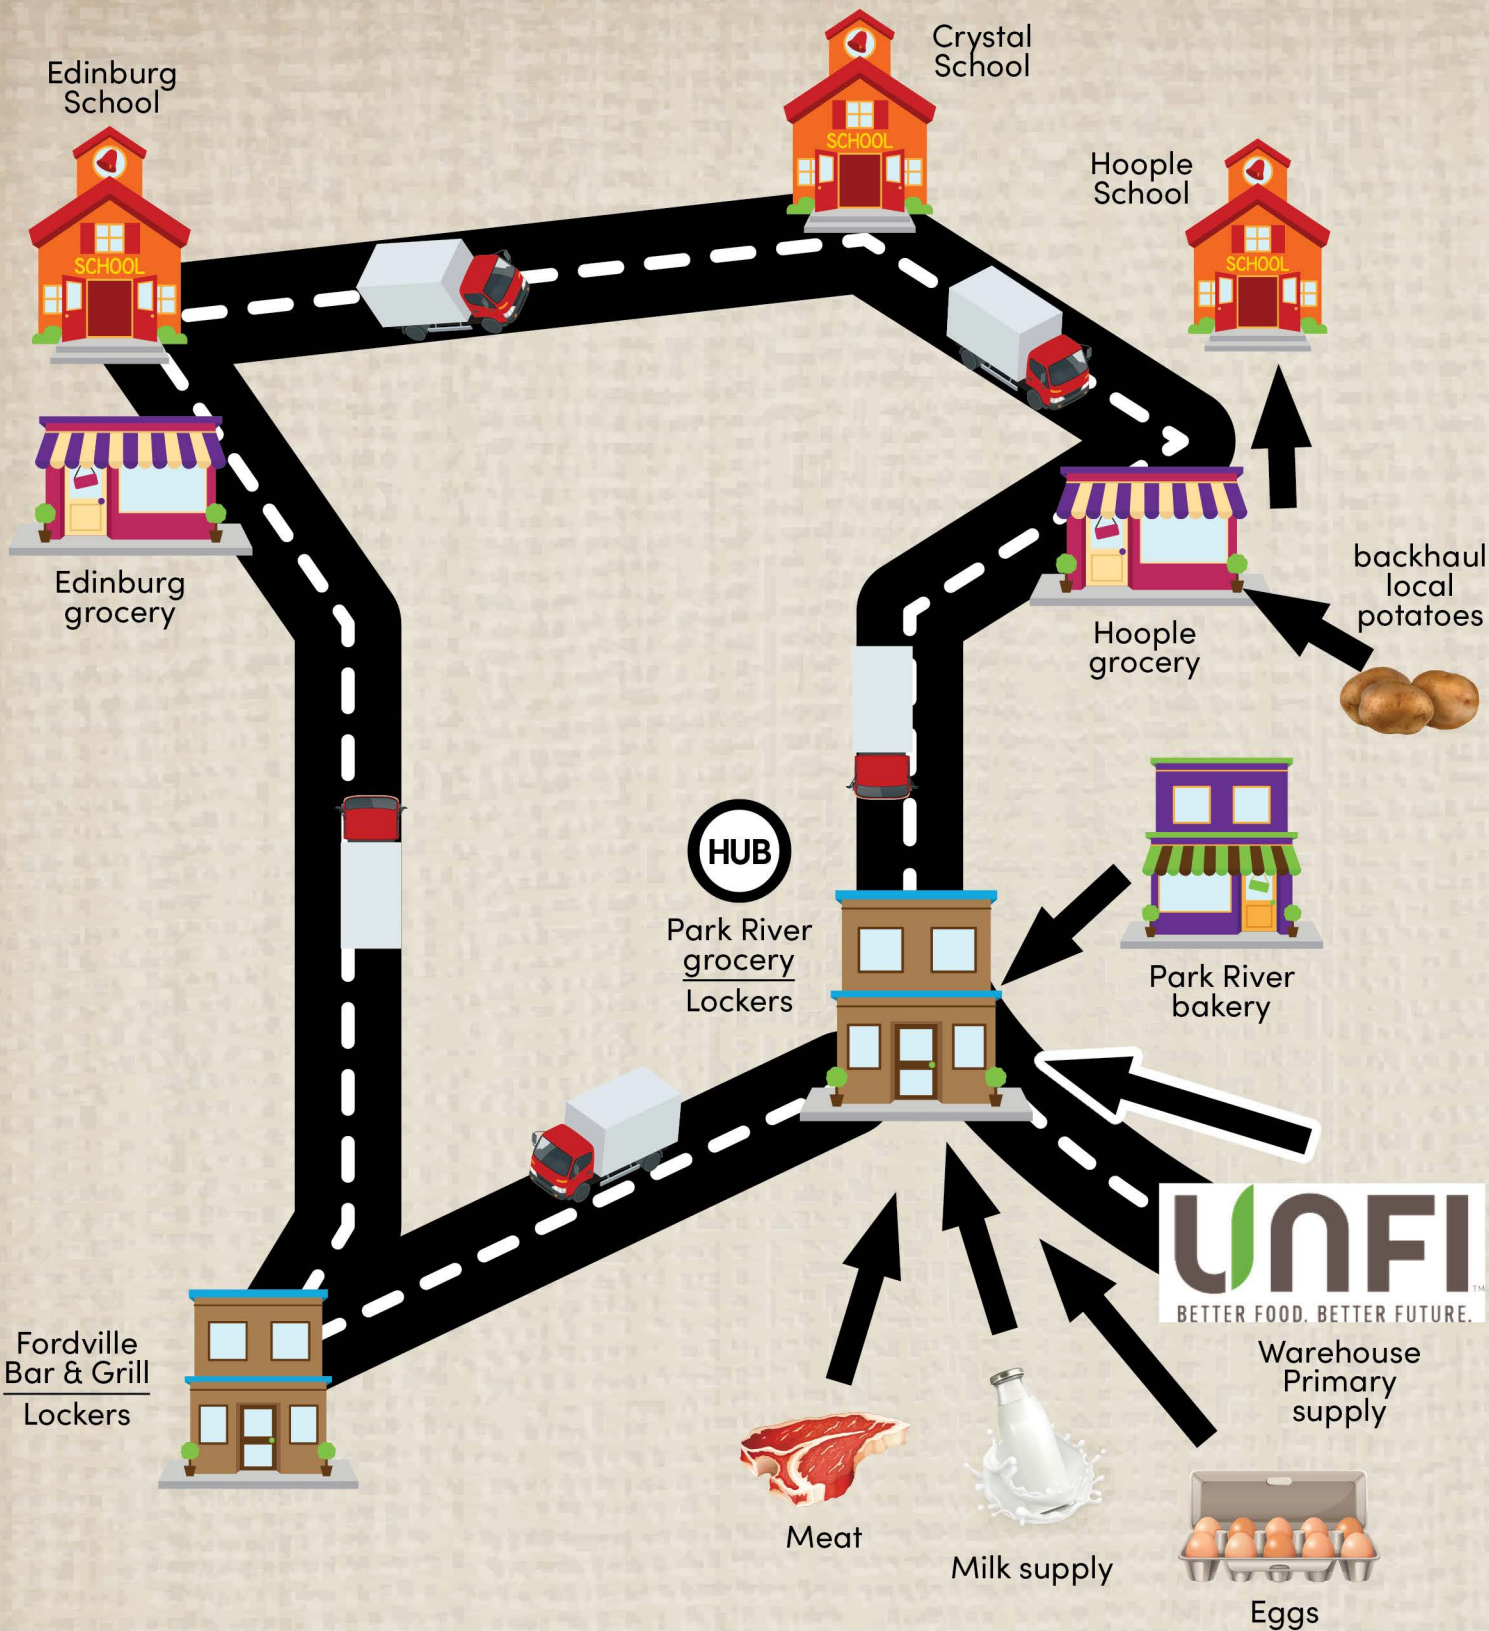 Edinburg
School
SCHOOL
Crystal
School
SCHOOL
Hoople
School
SCHOOL
Edinburg
grocery
backhaul
local
potatoes
Hoople
grocery
HUB
Park River
grocery
Lockers
Park River
bakery
UNFI
TM
BETTER FOOD. BETTER FUTURE.
Warehouse
Primary
supply
Fordville
Bar & Grill
Lockers
Meat
Milk supply
Eggs